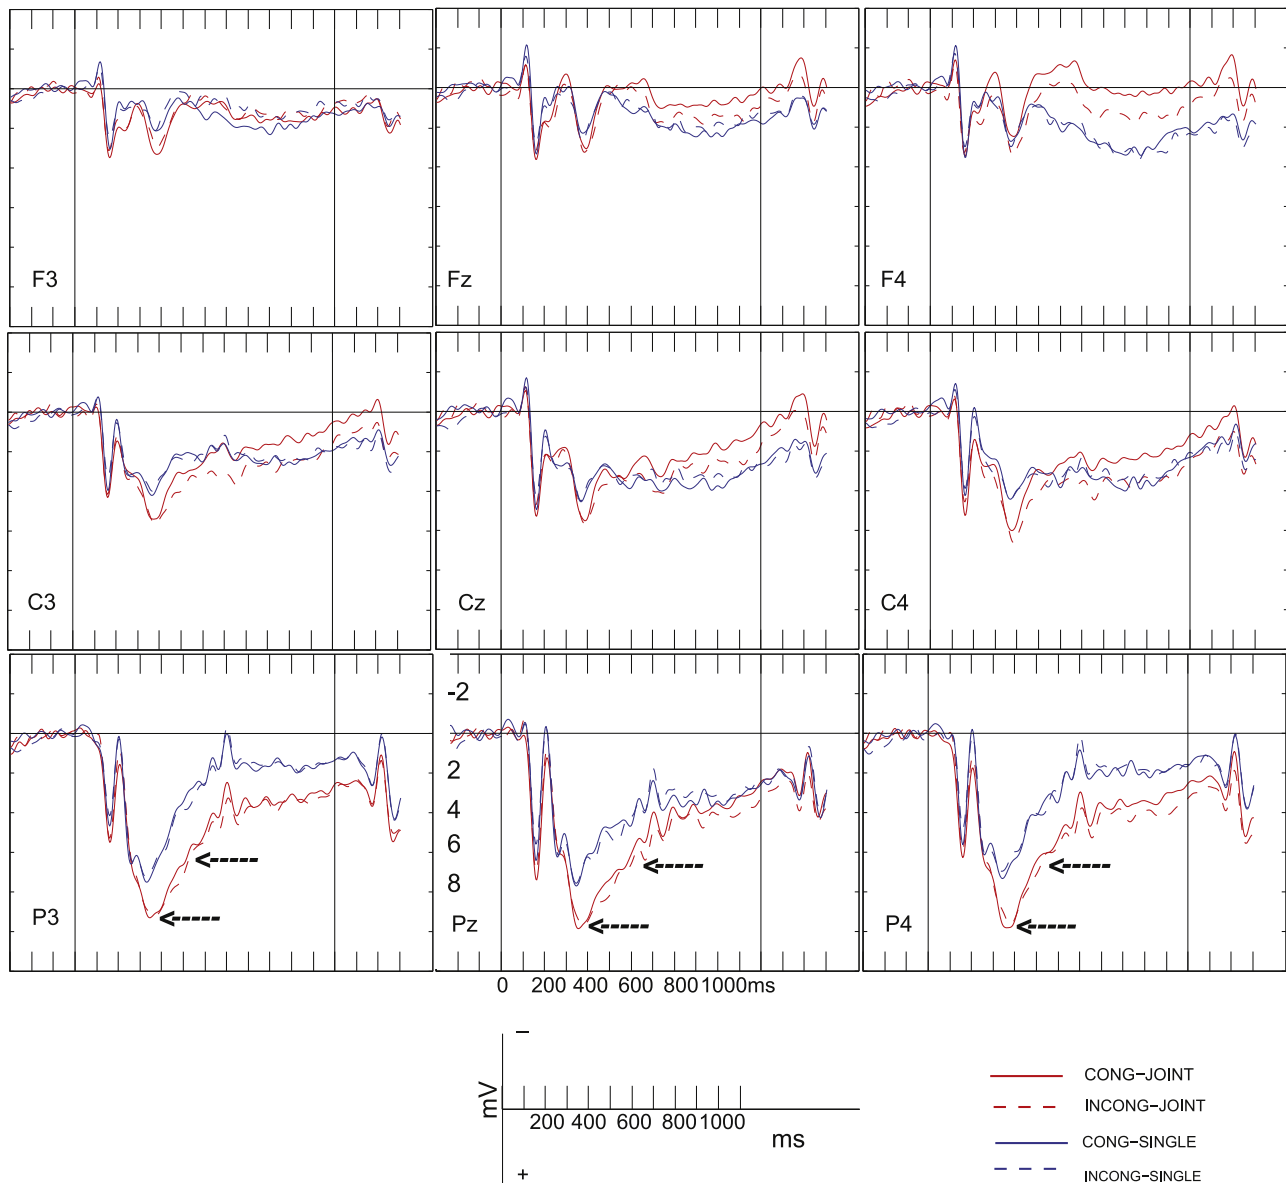 F3
Fz
F4
C3
Cz
C4
-2
2
4
6
8
P3
Pz
P4
0 200 400 600 800 1000ms
−
mV
200 400 600 800 1000
ms
+
CONG−JOINT
INCONG−JOINT
CONG−SINGLE
INCONG−SINGLE